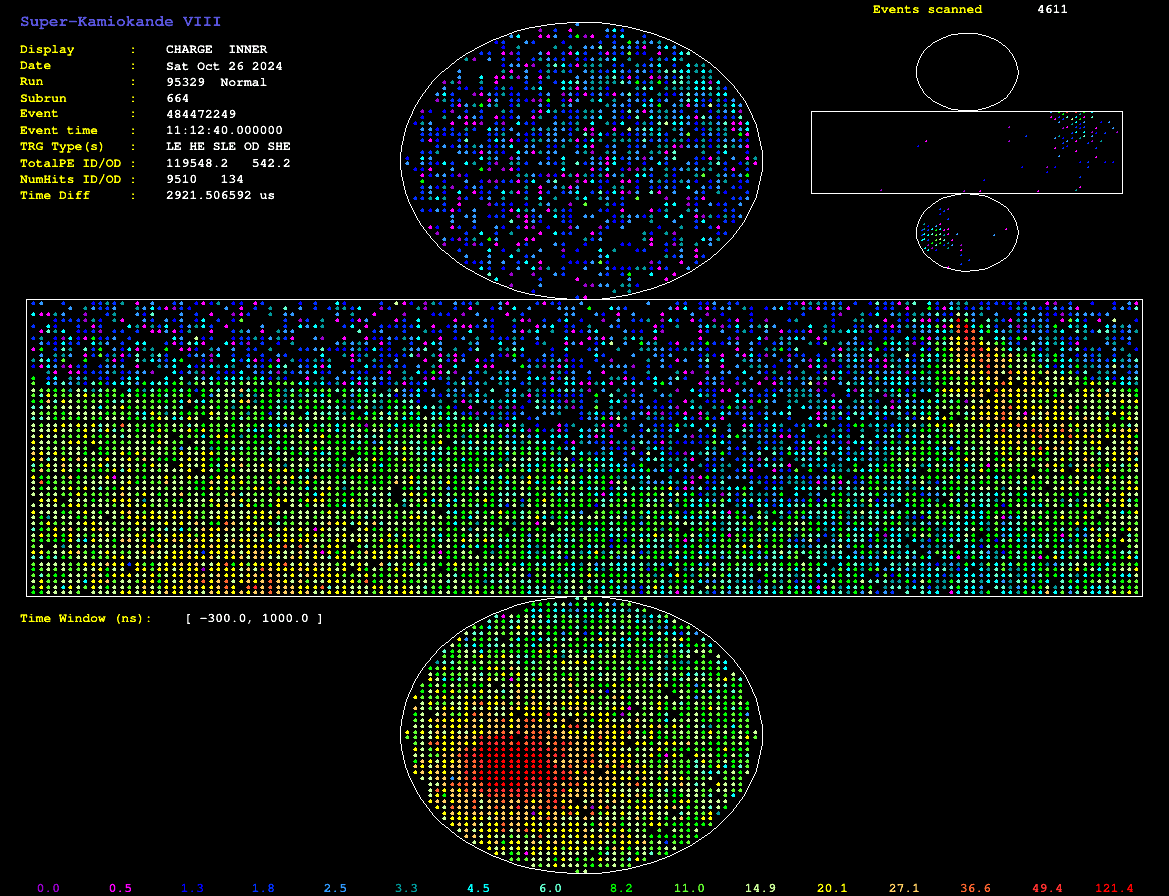 Super-Kamiokande VIII
Events scanned 4611
Display : CHARGE INNER
Date : Sat Oct 26 2024
Run : 95329 Normal
Subrun : 664
Event : 484472249
Event time : 11:12:40.000000
TRG Type(s) : LE HE SLE OD SHE
TotalPE ID/OD : 119548.2 542.2
NumHits ID/OD : 9510 134
Time Diff : 2921.506592 us
Time Window (ns): [ -300.0, 1000.0 ]
0.0 0.5 1.3 1.8 2.5 3.3 4.5 6.0 8.2 11.0 14.9 20.1 27.1 36.6 49.4 121.4